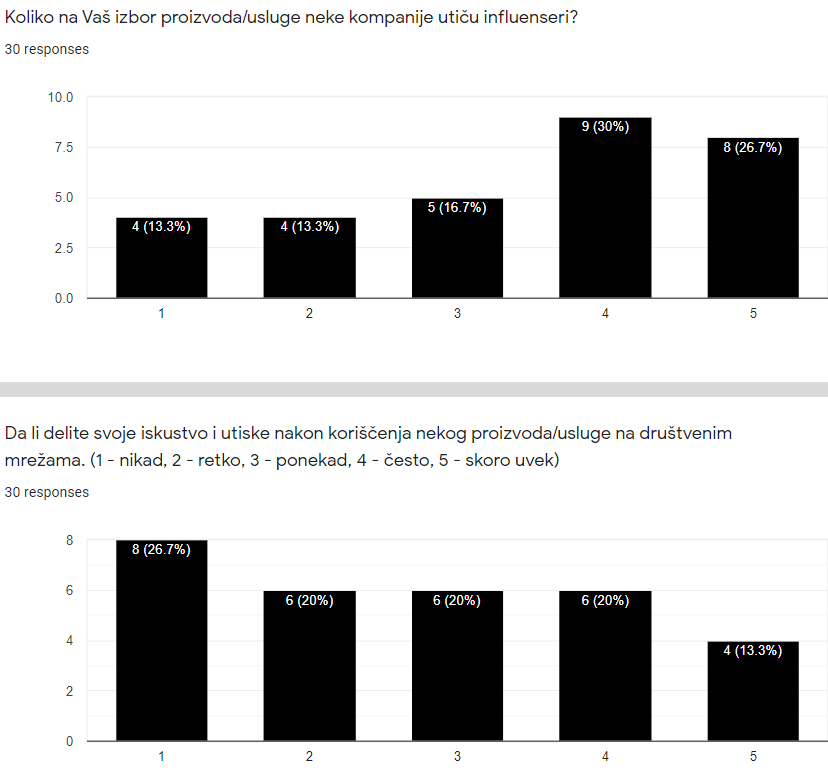 Koliko na Vaš izbor proizvoda/usluge neke kompanije utiču influenseri?
30 responses
10.0
7.5
5.0
2.5
0.0
4 (13.3%)
4 (13.3%)
5 (16.7%)
9 (30%)
8 (26.7%)
1 2 3 4 5
Da li delite svoje iskustvo i utiske nakon koriščenja nekog proizvoda/usluge na društvenim
mrežama. (1 - nikad, 2 - retko, 3 - ponekad, 4 - često, 5 - skoro uvek)
30 responses
8
6
4
2
0
8 (26.7%)
6 (20%)
6 (20%)
6 (20%)
4 (13.3%)
1 2 3 4 5